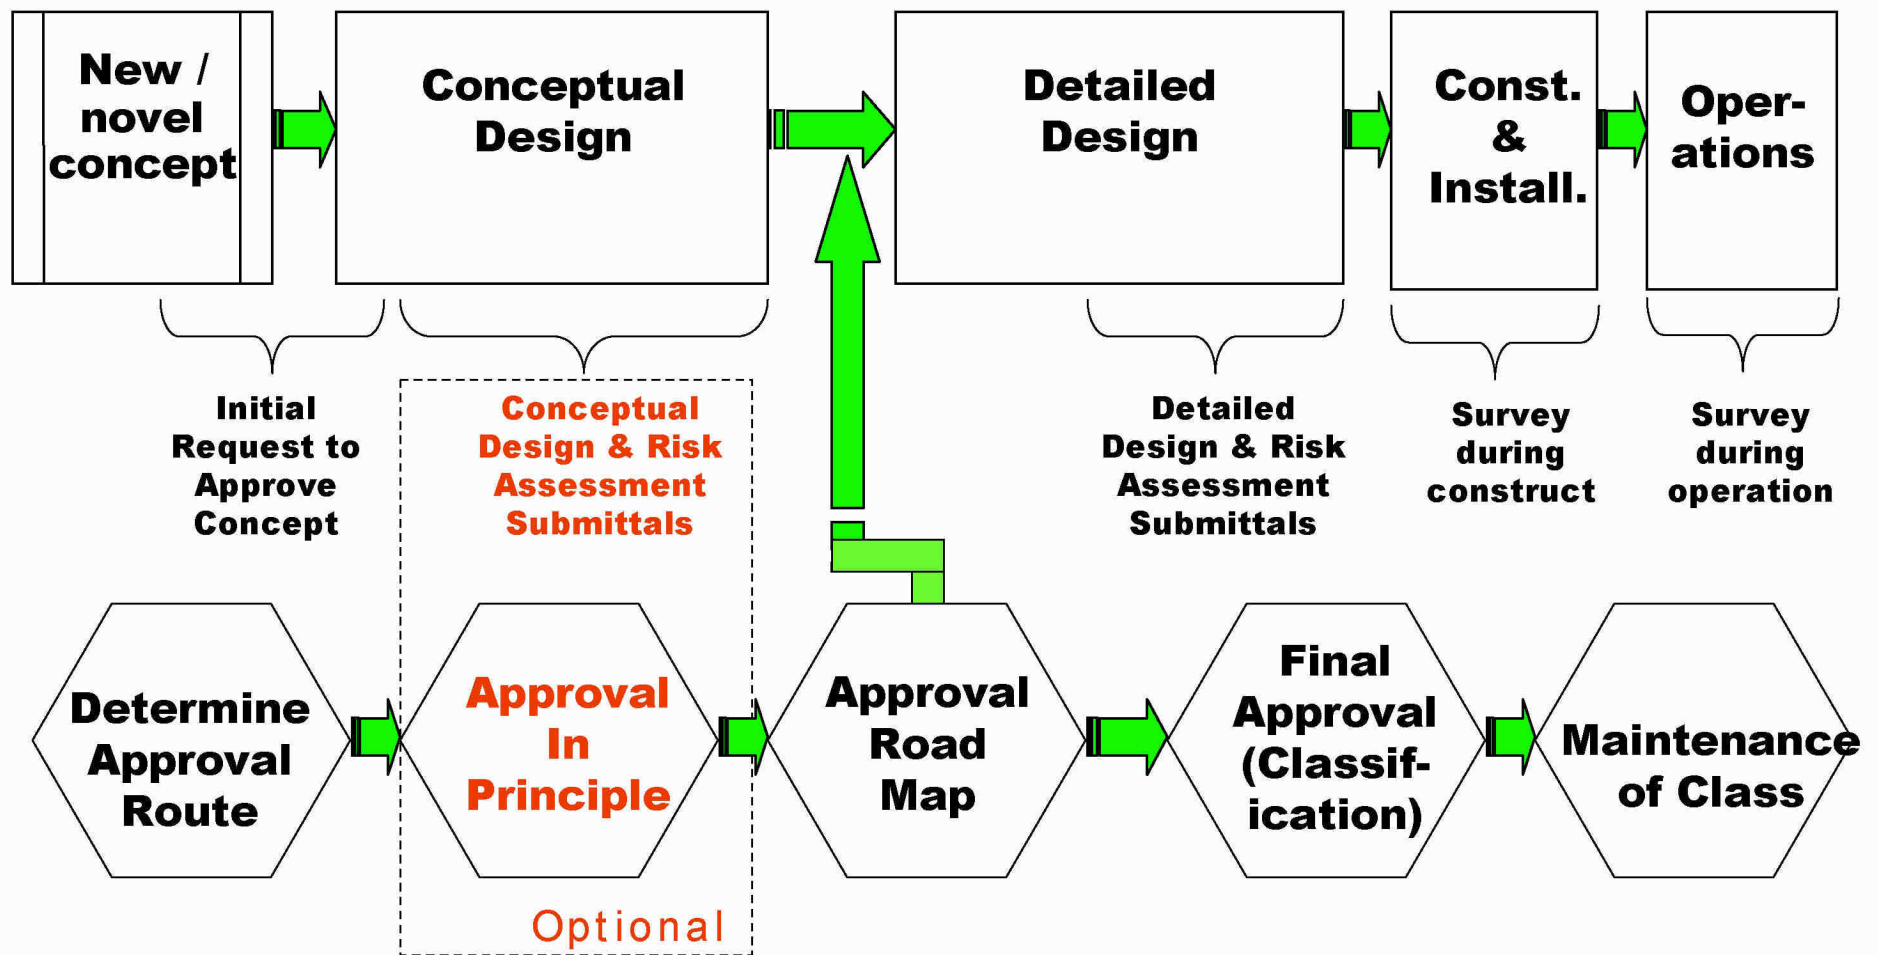 New /
novel
concept
Conceptual
Design
Detailed
Design
Const.
&
Install.
Oper-
ations
Initial
Request to
Approve
Concept
Conceptual
Design & Risk
Assessment
Submittals
Detailed
Design & Risk
Assessment
Submittals
Survey
during
construct
Survey
during
operation
Determine
Approval
Route
Approval
In
Principle
Approval
Road
Map
Final
Approval
(Classif-
ication)
Maintenance
of Class
Optional